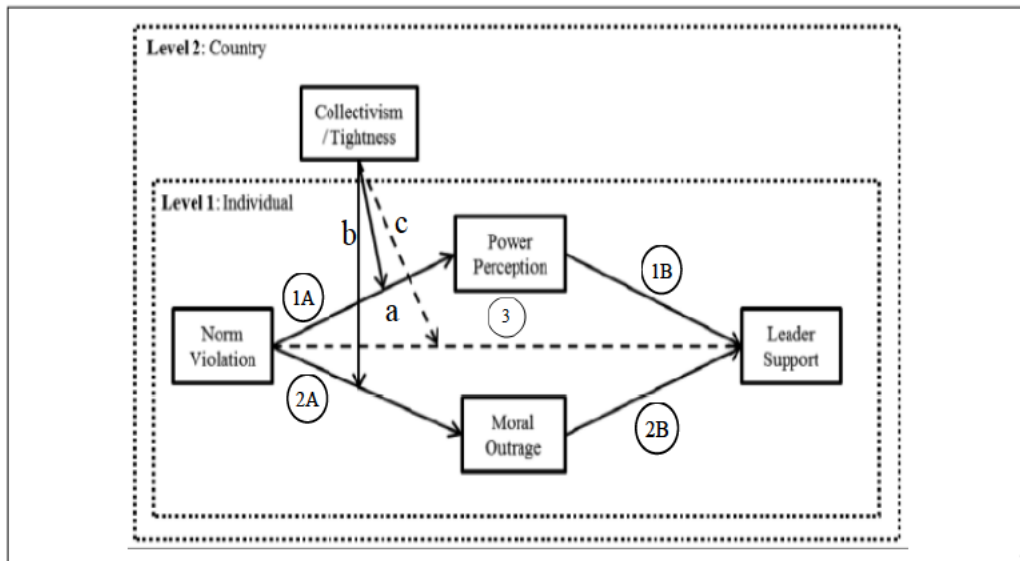 Level 2: Country
Collectivism
/Tightness
Level 1: Individual
b
c
Power
Perception
1A
a
1B
3
Norm
Violation
Leader
Support
2A
Moral
Outrage
2B